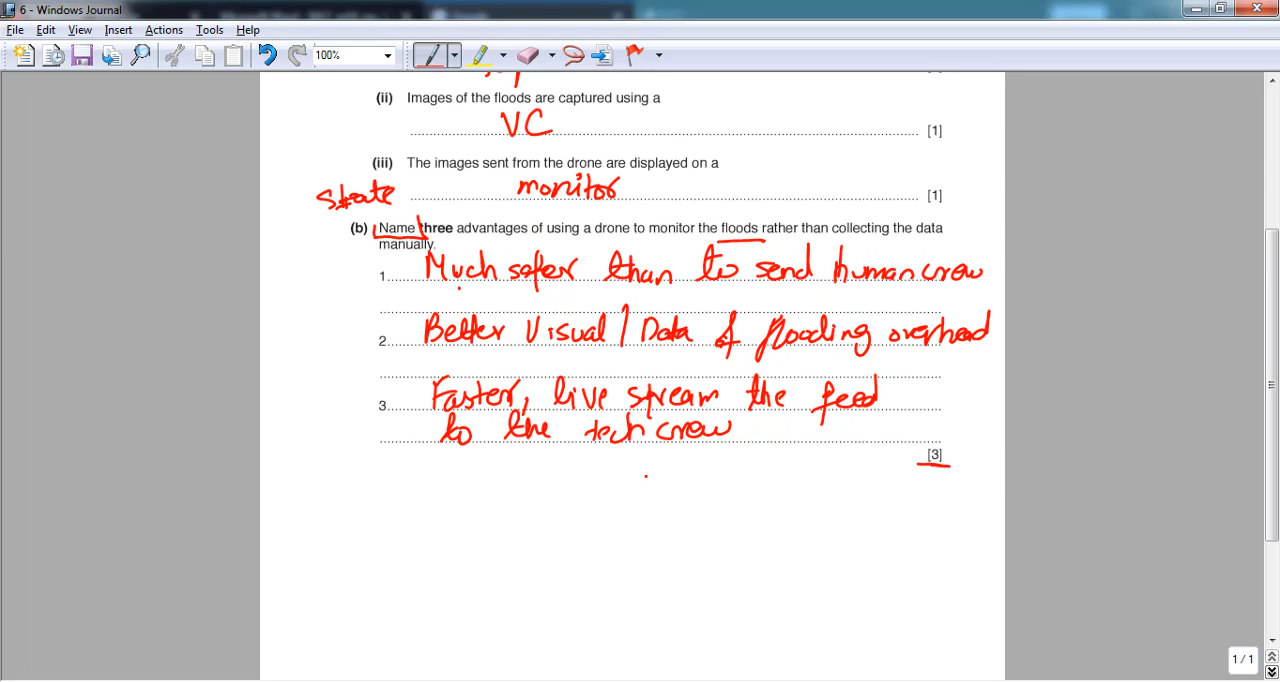 6 - Windows Journal
File Edit View Insert Actions Tools Help
100%
(ii) Images of the floods are captured using a
VC
[1]
(iii) The images sent from the drone are displayed on a
monitor
[1]
State
(b) Name three advantages of using a drone to monitor the floods rather than collecting the data
manually.
1. Much safer than to send human crew
2. Better Visual / Data of flooding overhead
3. Faster, live stream the feed
to the tech crew
[3]
1 / 1